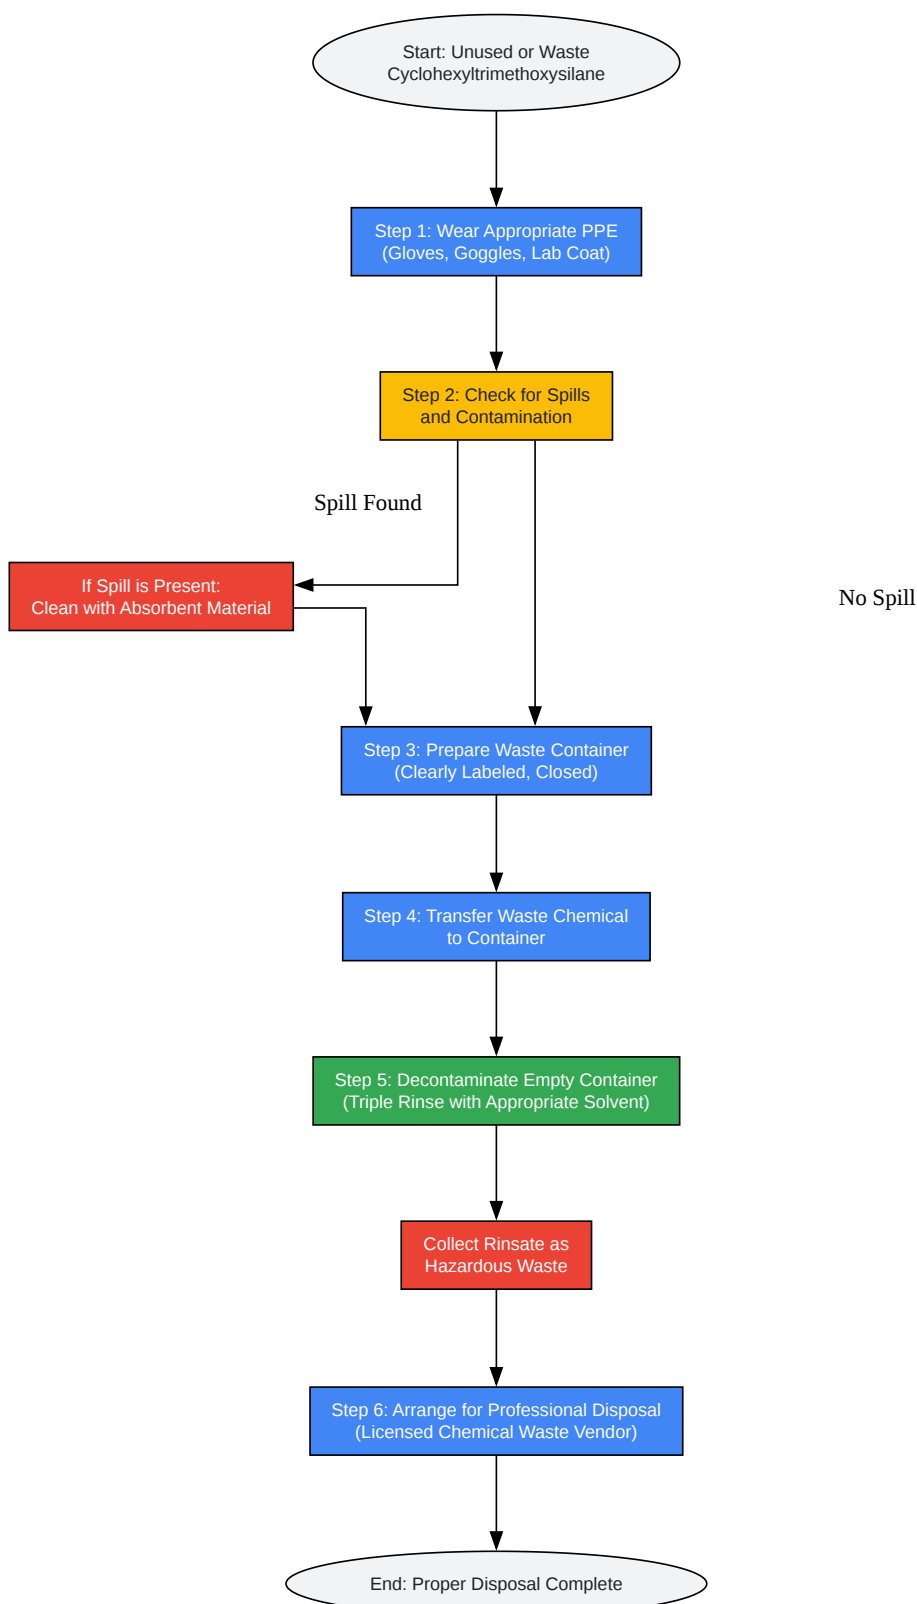 Start: Unused or Waste
Cyclohexyltrimethoxysilane
Step 1: Wear Appropriate PPE
(Gloves, Goggles, Lab Coat)
Step 2: Check for Spills
and Contamination
Spill Found
If Spill is Present:
Clean with Absorbent Material
No Spill
Step 3: Prepare Waste Container
(Clearly Labeled, Closed)
Step 4: Transfer Waste Chemical
to Container
Step 5: Decontaminate Empty Container
(Triple Rinse with Appropriate Solvent)
Collect Rinsate as
Hazardous Waste
Step 6: Arrange for Professional Disposal
(Licensed Chemical Waste Vendor)
End: Proper Disposal Complete